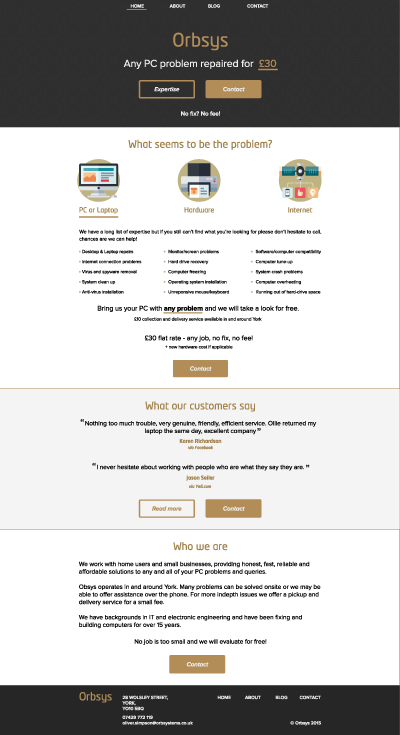 HOME ABOUT BLOG CONTACT
Orbsys
Any PC problem repaired for £30
Expertise Contact
No fix? No fee!
What seems to be the problem?
PC or Laptop Hardware Internet
We have a long list of expertise but if you still can't find what you're looking for please don't hesitate to call,
chances are we can help!
- Desktop & Laptop repairs • Monitor/screen problems • Software/computer compatibility
- Internet connection problems • Hard drive recovery • Computer tune-up
- Virus and spyware removal • Computer freezing • System crash problems
- System clean up • Operating system installation • Computer overheating
- Anti-virus installation • Unresponsive mouse/keyboard • Running out of hard-drive space
Bring us your PC with any problem and we will take a look for free.
£10 collection and delivery service available in and around York
£30 flat rate - any job, no fix, no fee!
+ new hardware cost if applicable
Contact
What our customers say
“Nothing too much trouble, very genuine, friendly, efficient service. Ollie returned my
laptop the same day, excellent company”
Karen Richardson
via Facebook
“I never hesitate about working with people who are what they say they are.”
Jason Seller
via Yell.com
Read more Contact
Who we are
We work with home users and small businesses, providing honest, fast, reliable and
affordable solutions to any and all of your PC problems and queries.
Obsys operates in and around York. Many problems can be solved onsite or we may be
able to offer assistance over the phone. For more indepth issues we offer a pickup and
delivery service for a small fee.
We have backgrounds in IT and electronic engineering and have been fixing and
building computers for over 15 years.
No job is too small and we will evaluate for free!
Contact
Orbsys 28 WOLSLEY STREET, HOME ABOUT BLOG CONTACT
YORK,
YO10 5BQ
07429 773 119
oliver.simpson@orbsystems.co.uk © Orbsys 2015